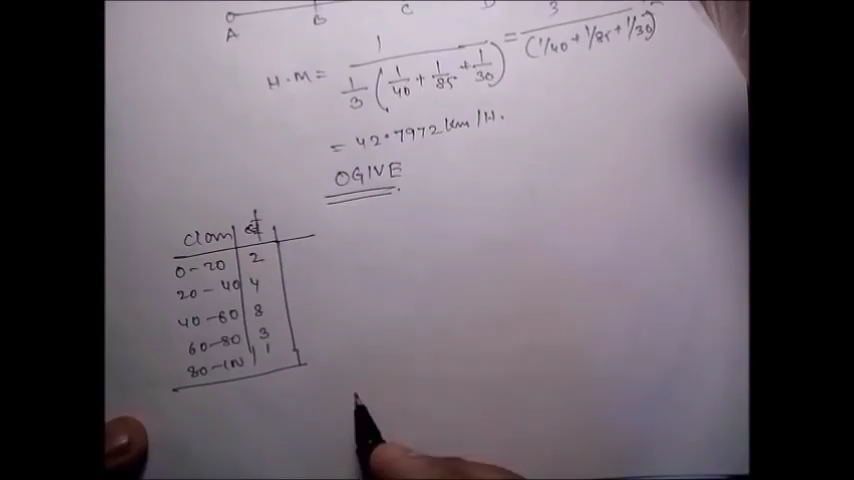 A B C D
H.M = 1 / 1/3 (1/40 + 1/85 + 1/30) = 3 / (1/40 + 1/85 + 1/30)
= 42.7972 Km/H.
OGIVE
Class f
0-20 2
20-40 4
40-60 8
60-80 3
80-100 1